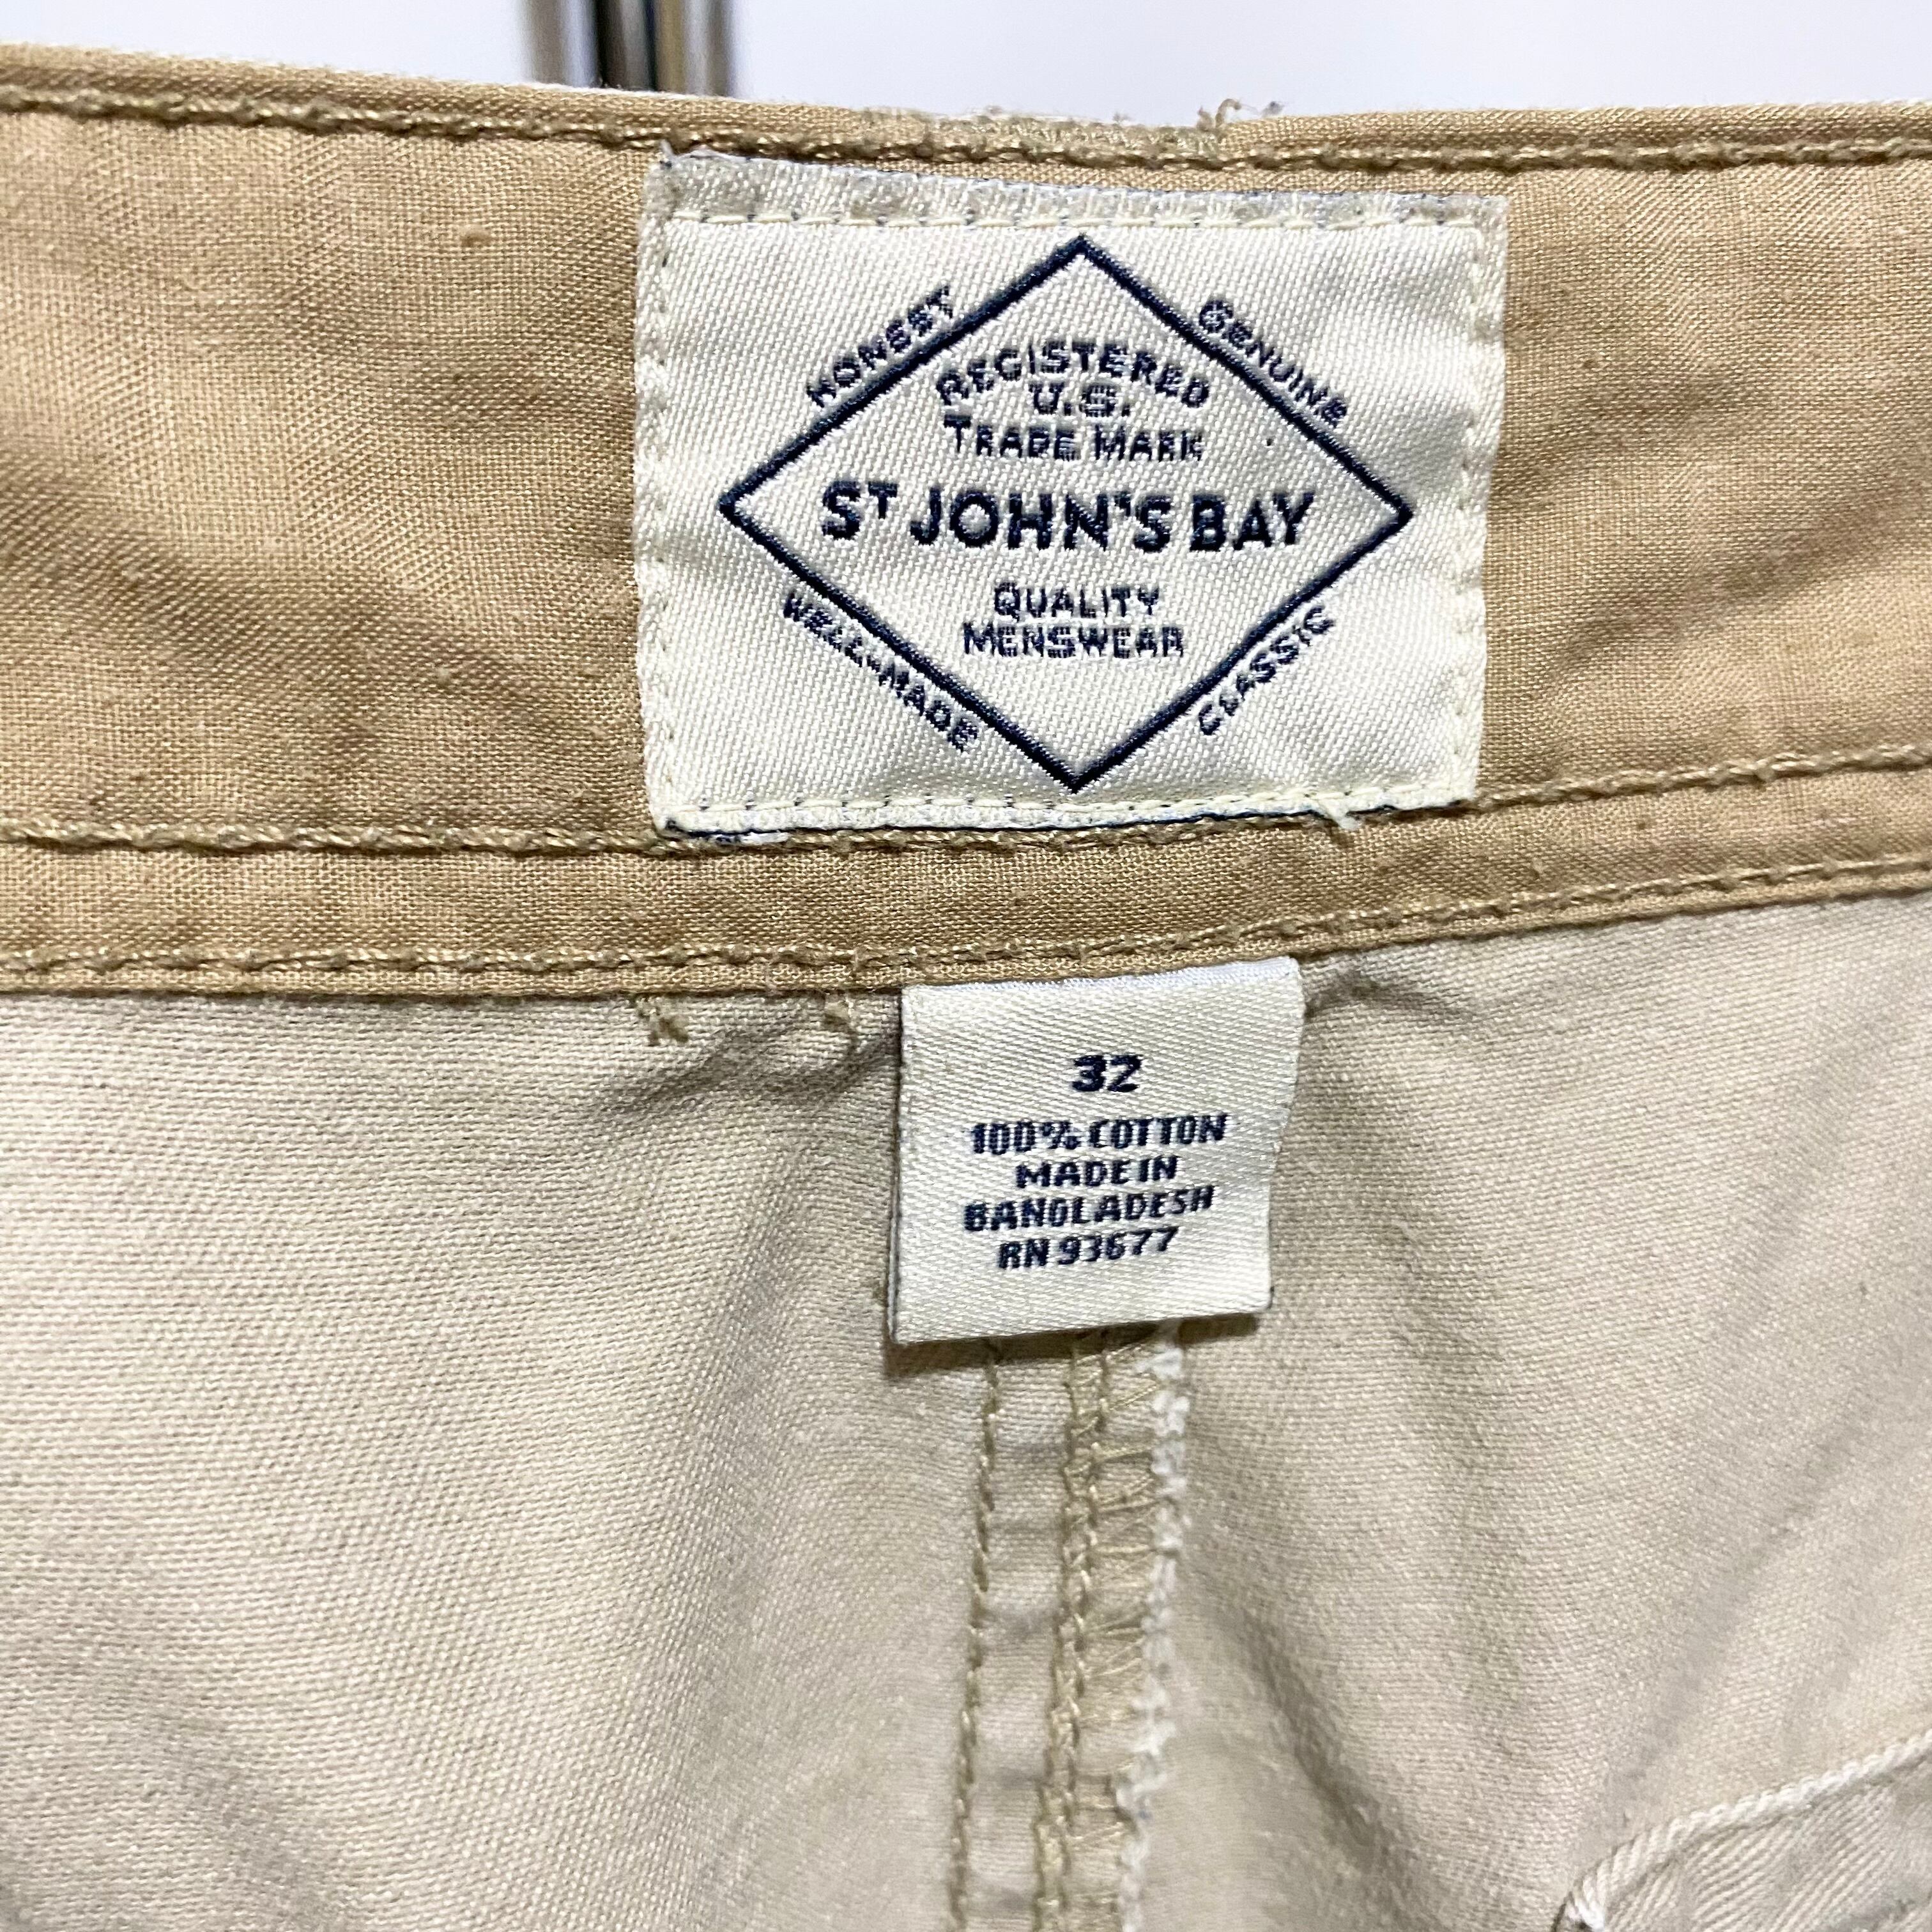 HONEST
GENUINE
REGISTERED
U.S.
TRADE MARK
ST JOHN'S BAY
QUALITY
MENSWEAR
WELL-MADE
CLASSIC
32
100% COTTON
MADE IN
BANGLADESH
RN 93677